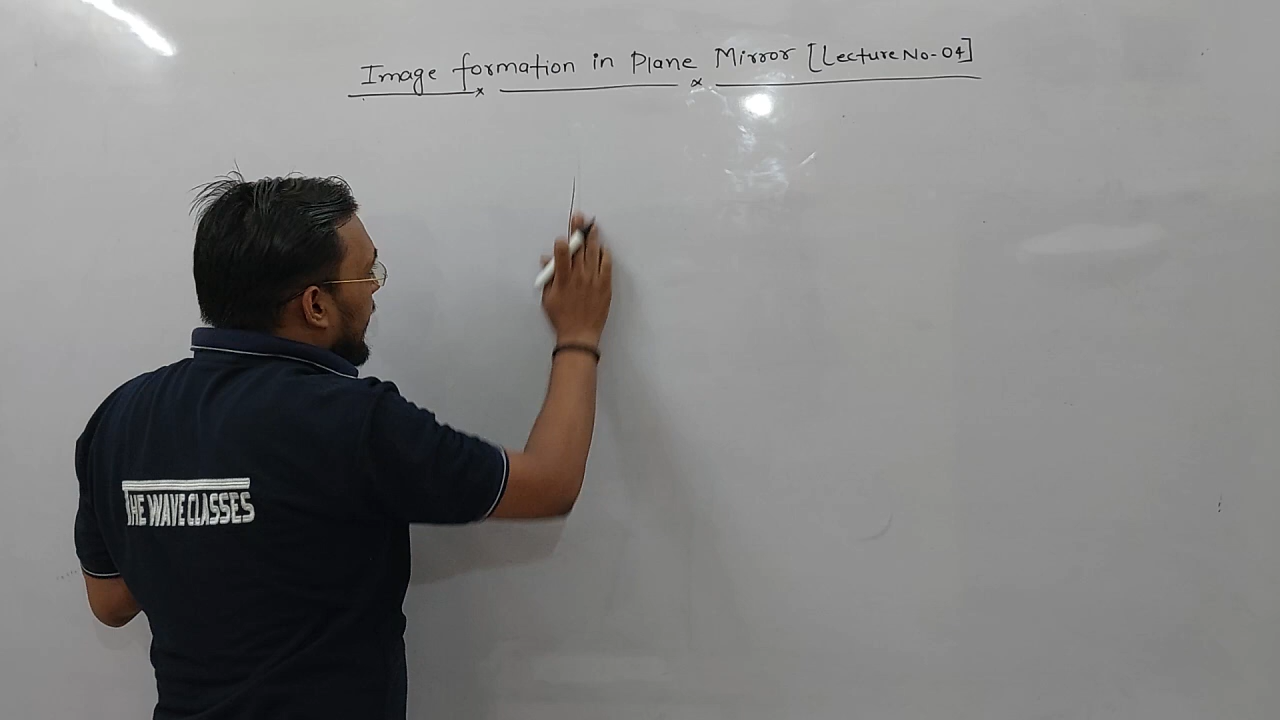 Image formation in Plane Mirror [Lecture No-04]
THE WAVE CLASSES